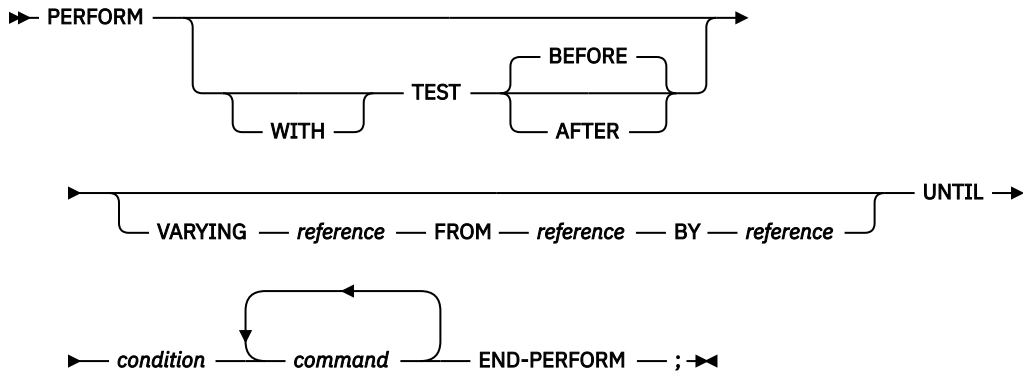 PERFORM
BEFORE
TEST
WITH
AFTER
UNTIL
VARYING reference FROM reference BY reference
condition command END-PERFORM ;